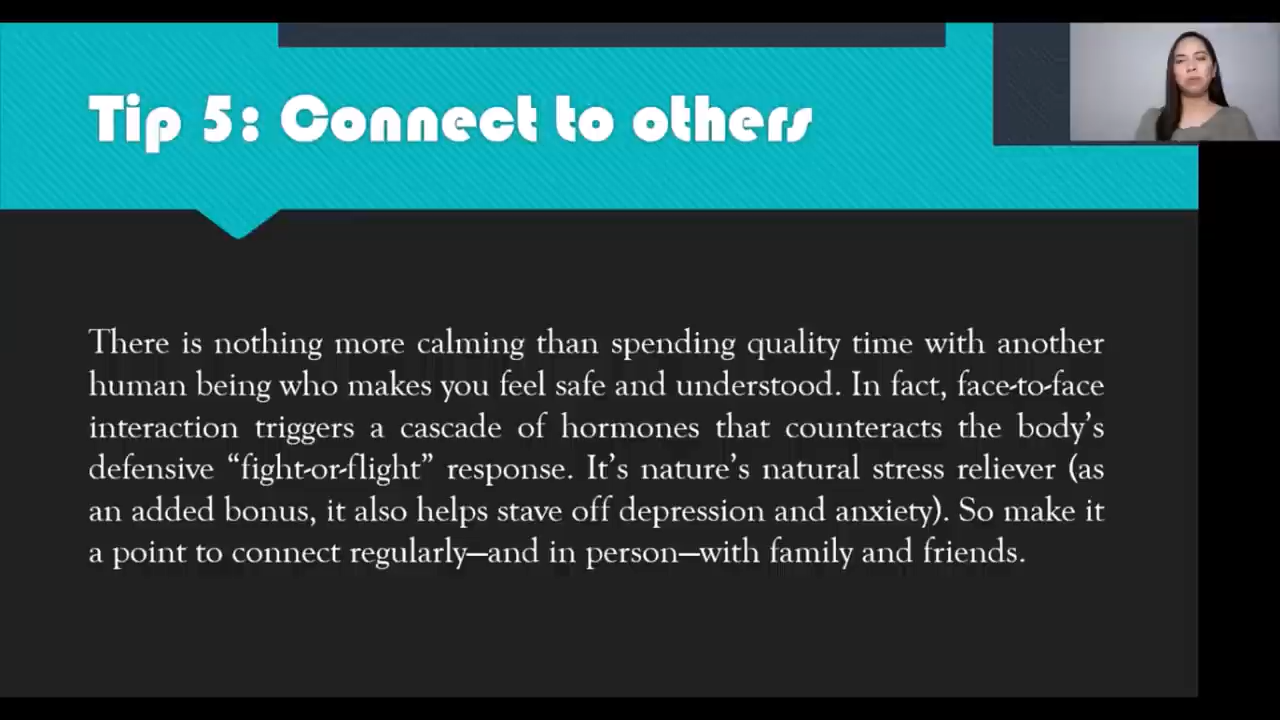 Tip 5: Connect to others
There is nothing more calming than spending quality time with another
human being who makes you feel safe and understood. In fact, face-to-face
interaction triggers a cascade of hormones that counteracts the body’s
defensive “fight-or-flight” response. It’s nature’s natural stress reliever (as
an added bonus, it also helps stave off depression and anxiety). So make it
a point to connect regularly—and in person—with family and friends.